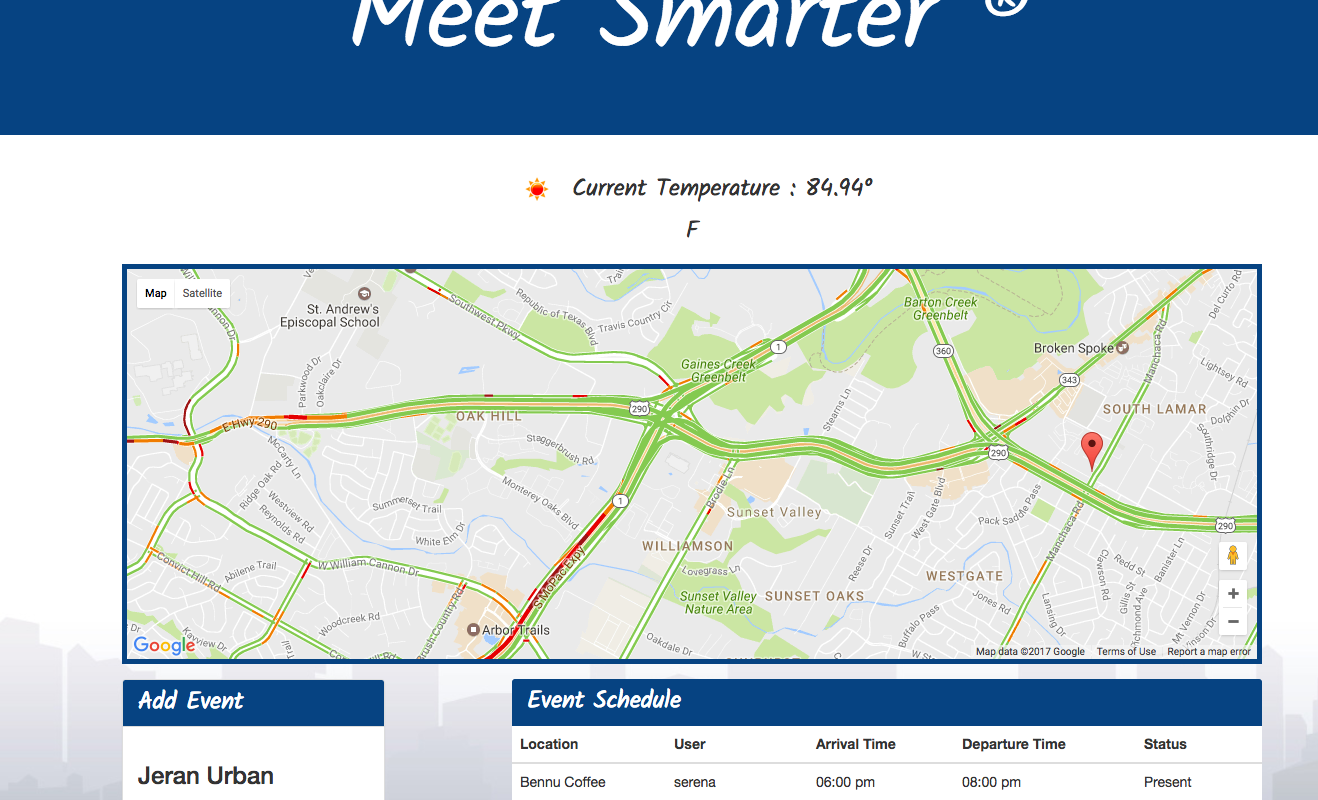 Meet Smarter ®
Current Temperature : 84.94°
F
Map Satellite
St. Andrew's
Episcopal School
Southwest Pkwy
Republic of Texas Blvd
Travis Country Cir
Barton Creek
Greenbelt
Del Curto Rd
Parkwood Dr
Oakclaire Dr
Gaines Creek
Greenbelt
1
360
Broken Spoke
Manchaca Rd
Lightsey Rd
343
Stearns Ln
SOUTH LAMAR
Dolphin Dr
290
OAK HILL
E Hwy 290
McCarty Ln
Staggerbrush Rd
Southridge Dr
290
Ridge Oak Rd
Brodie Ln
Monterey Oaks Blvd
Summerset Trail
1
Sunset Valley
Sunset Trail
West Gate Blvd
Pack Saddle Pass
Westview Rd
Reynolds Rd
290
White Elm Dr
WILLIAMSON
Manchaca Rd
Convict Hill Rd
Abilene Trail
W William Cannon Dr
S MoPac Expy
Lovegrass Ln
Reese Dr
WESTGATE
Clawson Rd
Redd St
Banister Ln
Sunset Valley
Nature Area
SUNSET OAKS
Jones Rd
Gillis St
Lansing Dr
Richmond Ave
Mt Vernon Dr
Buffalo Pass
Woodcreek Rd
Brush Country Rd
Arbor Trails
Oakdale Dr
Kayview Dr
Google
Map data ©2017 Google Terms of Use Report a map error
Add Event
Event Schedule
Location User Arrival Time Departure Time Status
Jeran Urban
Bennu Coffee serena 06:00 pm 08:00 pm Present